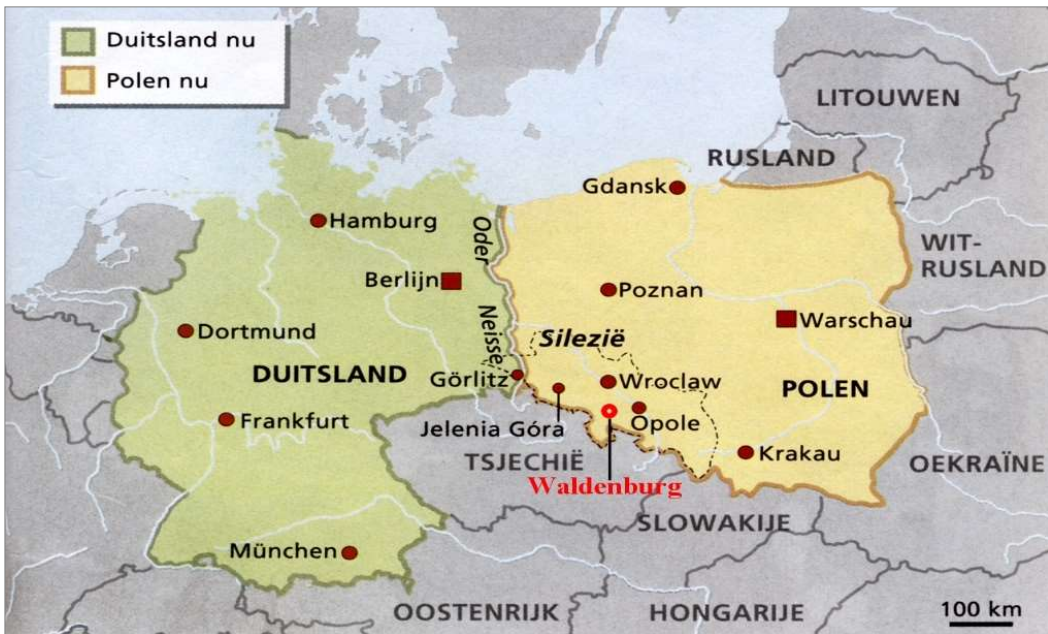 Duitsland nu
Polen nu
LITOUWEN
RUSLAND
Gdansk
Hamburg
Oder
WIT-
RUSLAND
Berlijn
Poznan
Neisse
Warschau
Dortmund
Silezië
DUITSLAND
Görlitz
Wroclaw
POLEN
Frankfurt
Jelenia Góra
Opole
Krakau
TSJECHIË
OEKRAÏNE
Waldenburg
SLOWAKIJE
München
OOSTENRIJK
HONGARIJE
100 km